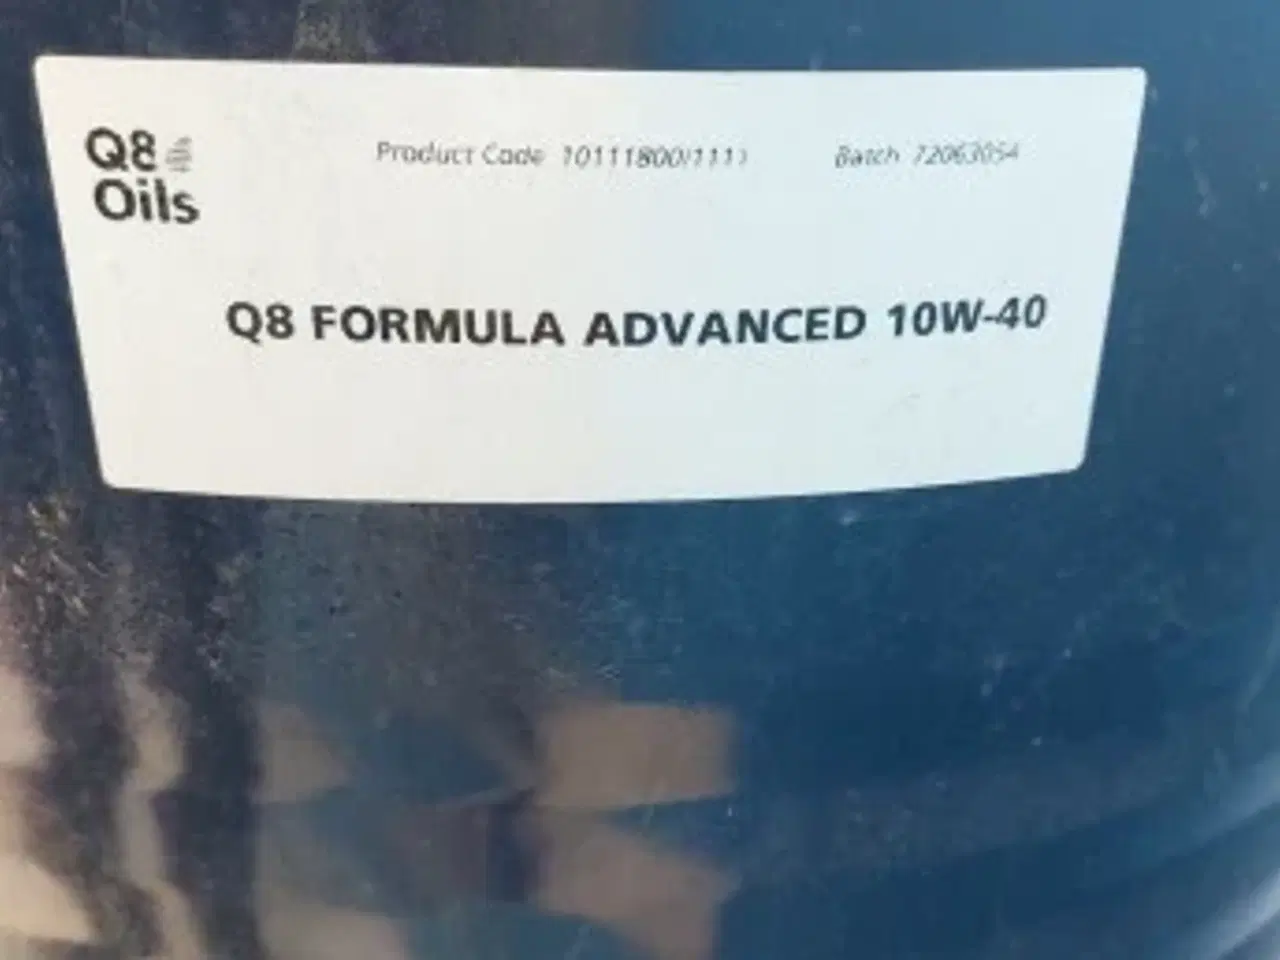 Q8
Oils
Product Code 10111800/1111 Batch 72063054
Q8 FORMULA ADVANCED 10W-40